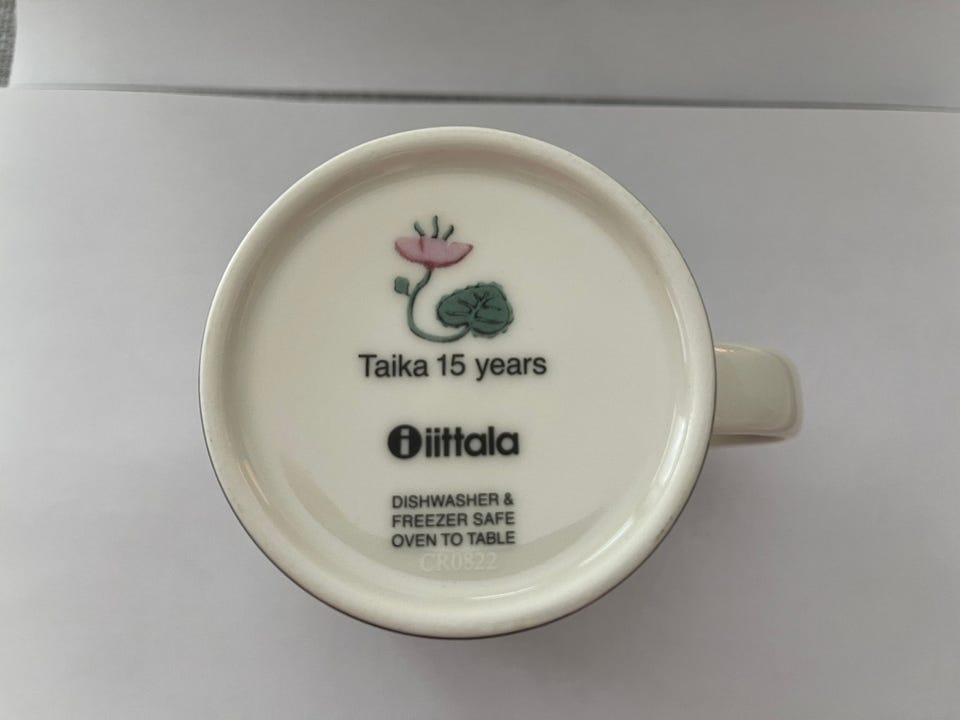 Taika 15 years
i iittala
DISHWASHER &
FREEZER SAFE
OVEN TO TABLE
CR0822